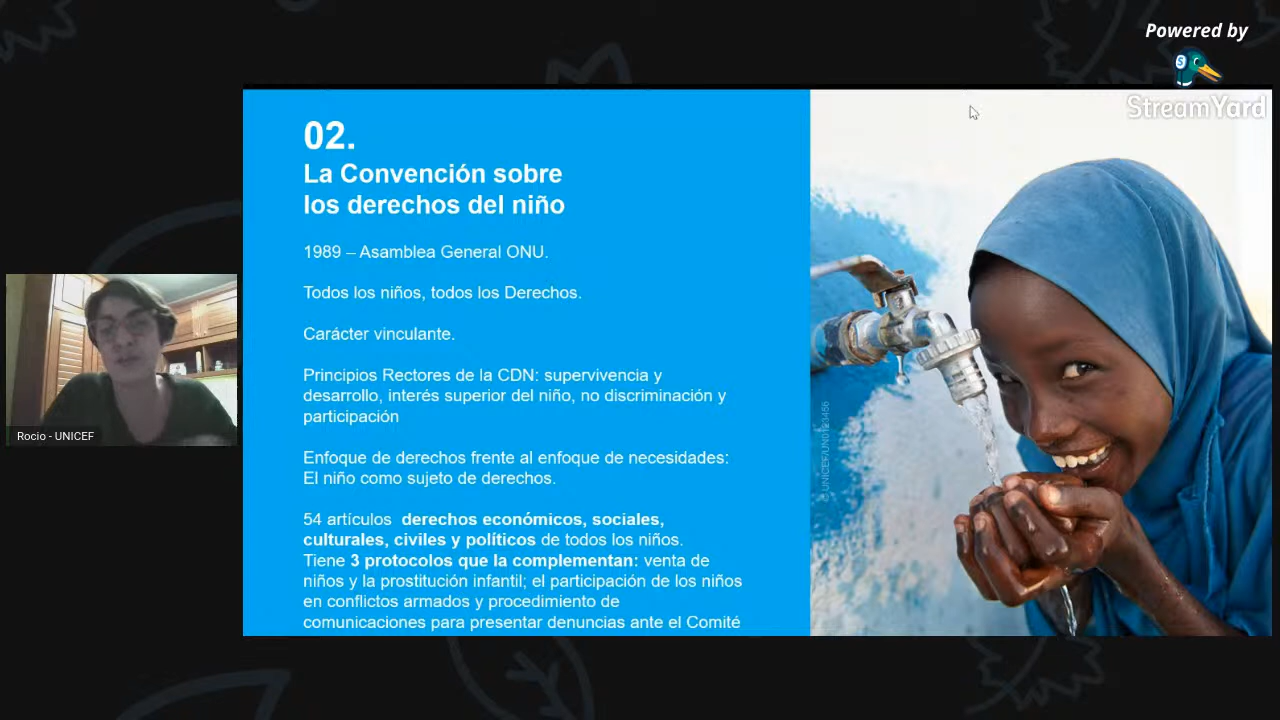 Powered by
StreamYard
02.
La Convención sobre
los derechos del niño
1989 – Asamblea General ONU.
Todos los niños, todos los Derechos.
Carácter vinculante.
Principios Rectores de la CDN: supervivencia y
desarrollo, interés superior del niño, no discriminación y
participación
Enfoque de derechos frente al enfoque de necesidades:
El niño como sujeto de derechos.
54 artículos  derechos económicos, sociales,
culturales, civiles y políticos de todos los niños.
Tiene 3 protocolos que la complementan: venta de
niños y la prostitución infantil; el participación de los niños
en conflictos armados y procedimiento de
comunicaciones para presentar denuncias ante el Comité
Rocio - UNICEF